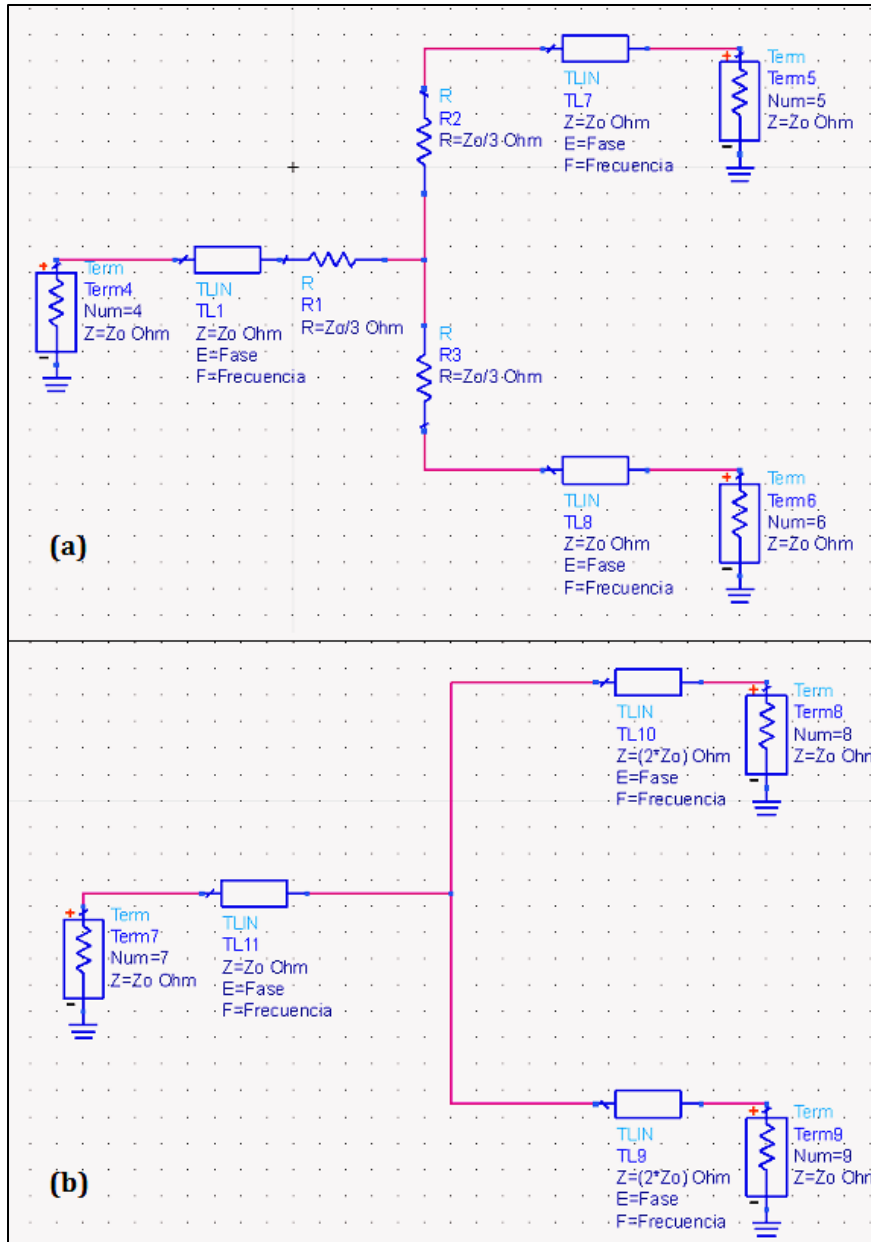 TLIN
TL7
Z=Zo Ohm
E=Fase
F=Frecuencia
Term
Term5
Num=5
Z=Zo Ohm
R
R2
R=Zo/3 Ohm
Term
Term4
Num=4
Z=Zo Ohm
TLIN
TL1
Z=Zo Ohm
E=Fase
F=Frecuencia
R
R1
R=Zo/3 Ohm
R
R3
R=Zo/3 Ohm
TLIN
TL8
Z=Zo Ohm
E=Fase
F=Frecuencia
Term
Term6
Num=6
Z=Zo Ohm
(a)
TLIN
TL10
Z=(2*Zo) Ohm
E=Fase
F=Frecuencia
Term
Term8
Num=8
Z=Zo Ohm
Term
Term7
Num=7
Z=Zo Ohm
TLIN
TL11
Z=Zo Ohm
E=Fase
F=Frecuencia
TLIN
TL9
Z=(2*Zo) Ohm
E=Fase
F=Frecuencia
Term
Term9
Num=9
Z=Zo Ohm
(b)